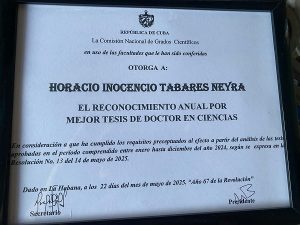 REPÚBLICA DE CUBA
La Comisión Nacional de Grados Científicos
en uso de las facultades que le han sido conferidas
OTORGA A:
HORACIO INOCENCIO TABARES NEYRA
EL RECONOCIMIENTO ANUAL POR
MEJOR TESIS DE DOCTOR EN CIENCIAS
En consideración a que ha cumplido los requisitos preceptuados al efecto a partir del análisis de las tesis
aprobadas en el período comprendido entre enero hasta diciembre del año 2024, según se expresa en la
Resolución No. 13 del 14 de mayo de 2025.
Dado en La Habana, a los 22 días del mes de mayo de 2025. "Año 67 de la Revolución"
Secretario
Presidente